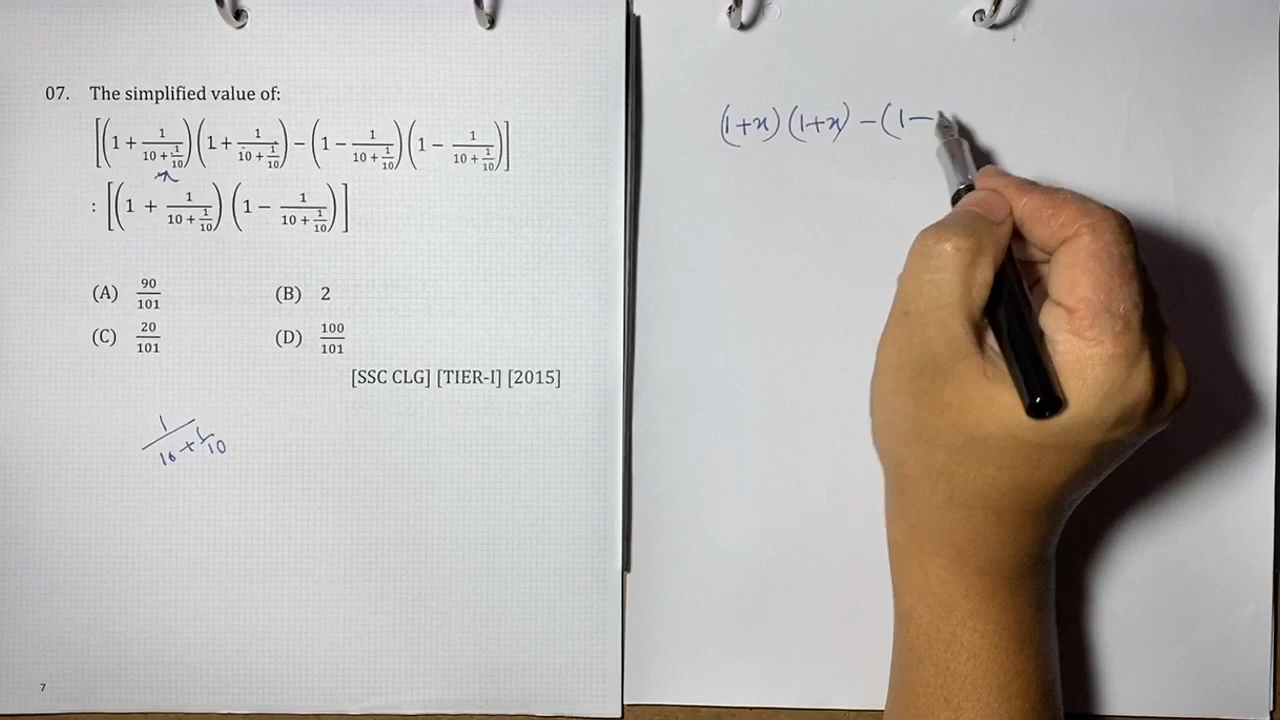 07. The simplified value of:
[(1 + 1/(10 + 1/10)) (1 + 1/(10 + 1/10)) − (1 − 1/(10 + 1/10)) (1 − 1/(10 + 1/10))]
x
: [(1 + 1/(10 + 1/10)) (1 − 1/(10 + 1/10))]
(A) 90/101 (B) 2
(C) 20/101 (D) 100/101
[SSC CLG] [TIER-I] [2015]
1/(10 + 1/10)
7
(1+x) (1+x) − (1−